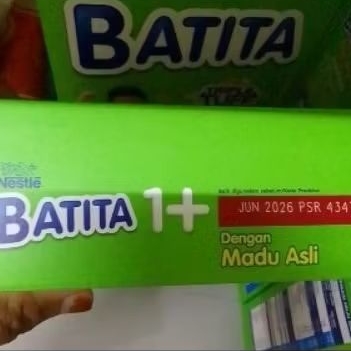 BATITA
Nestlé
BATITA 1+
JUN 2026 PSR 4347
Dengan
Madu Asli